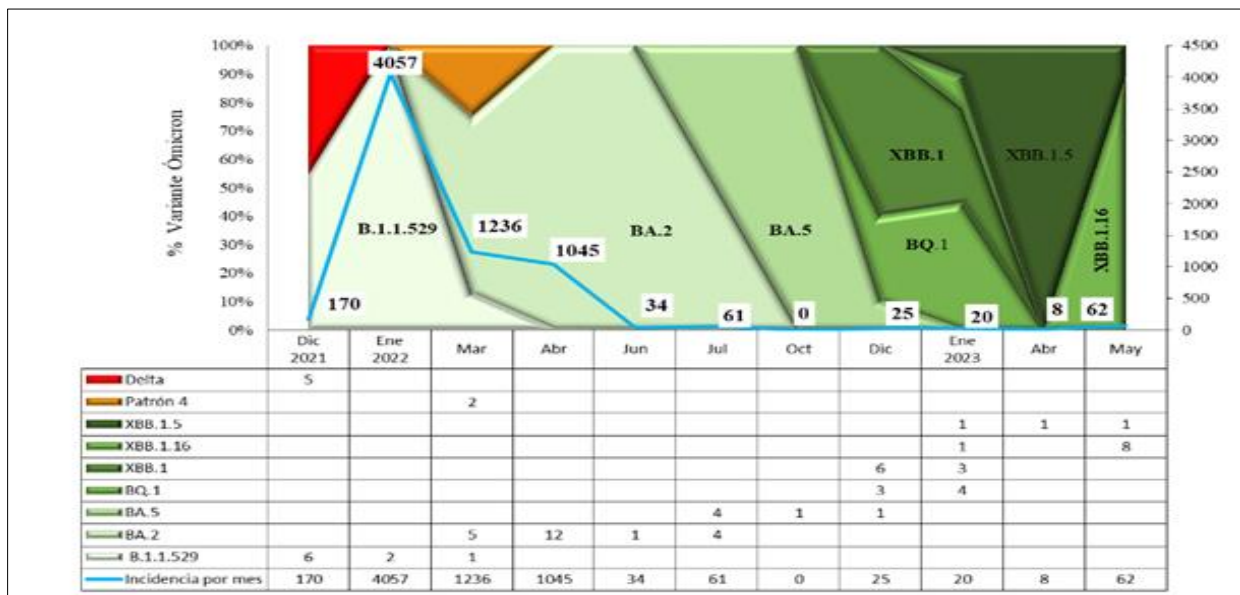 % Variante Ómicron
100%
90%
80%
70%
60%
50%
40%
30%
20%
10%
0%
4500
4000
3500
3000
2500
2000
1500
1000
500
0
4057
170
1236
1045
34
61
0
25
20
8
62
B.1.1.529
BA.2
BA.5
BQ.1
XBB.1
XBB.1.5
XBB.1.16
Dic 2021 Ene 2022 Mar Abr Jun Jul Oct Dic Ene 2023 Abr May
Delta 5
Patrón 4 2
XBB.1.5 1 1 1
XBB.1.16 1 8
XBB.1 6 3
BQ.1 3 4
BA.5 4 1 1
BA.2 5 12 1 4
B.1.1.529 6 2 1
Incidencia por mes 170 4057 1236 1045 34 61 0 25 20 8 62